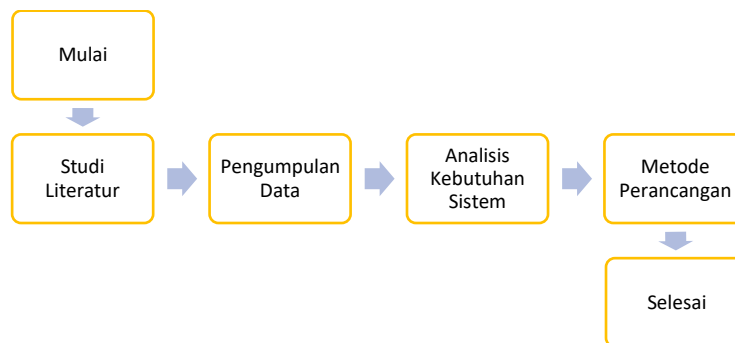 Mulai
Studi
Literatur
Pengumpulan
Data
Analisis
Kebutuhan
Sistem
Metode
Perancangan
Selesai